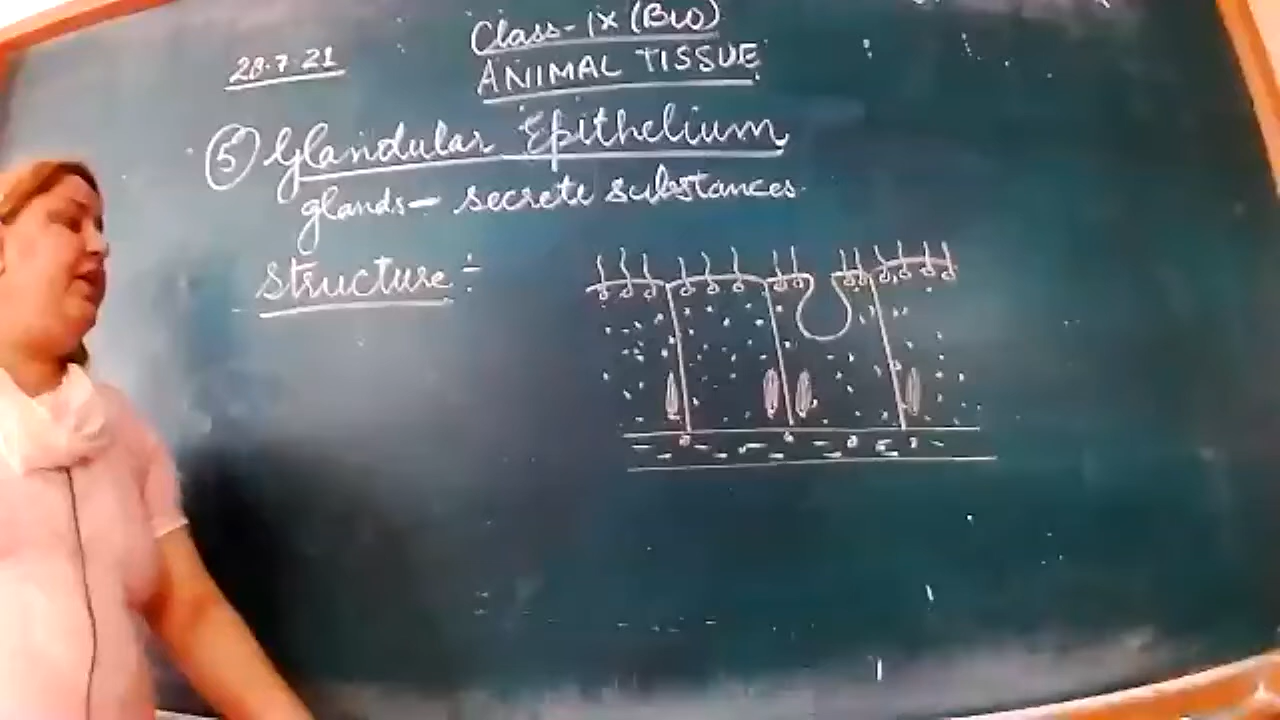 Class-IX (Bio)
28.7.21
ANIMAL TISSUE
⑤ Glandular Epithelium
glands- secrete substances.
structure:-